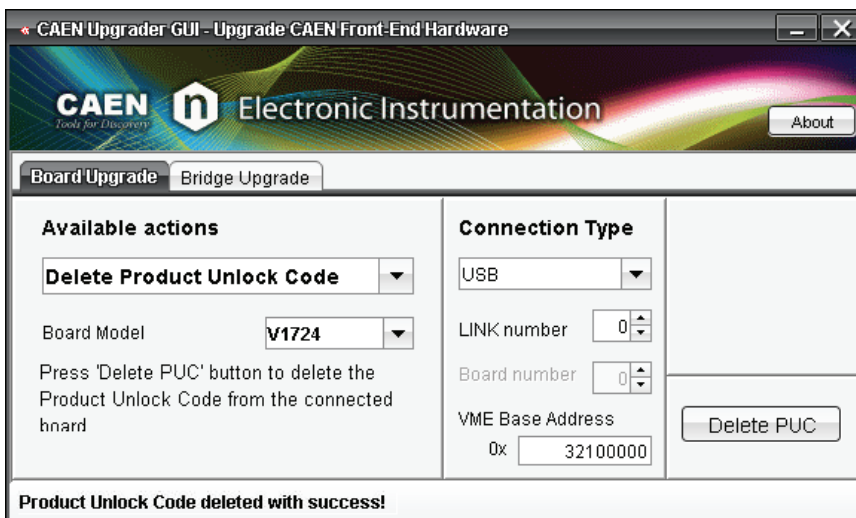 CAEN Upgrader GUI - Upgrade CAEN Front-End Hardware
CAEN
Tools for Discovery
n
Electronic Instrumentation
About
Board Upgrade
Bridge Upgrade
Available actions
Delete Product Unlock Code
Board Model
V1724
Press 'Delete PUC' button to delete the
Product Unlock Code from the connected
board
Connection Type
USB
LINK number
0
Board number
0
VME Base Address
0x
32100000
Delete PUC
Product Unlock Code deleted with success!